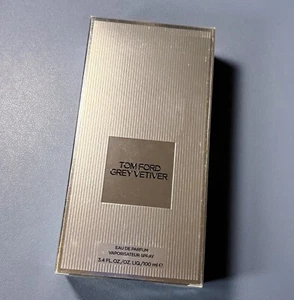 TOM FORD
GREY VETIVER
EAU DE PARFUM
VAPORISATEUR SPRAY
3.4 FL.OZ./OZ. LIQ./100 ml ℮